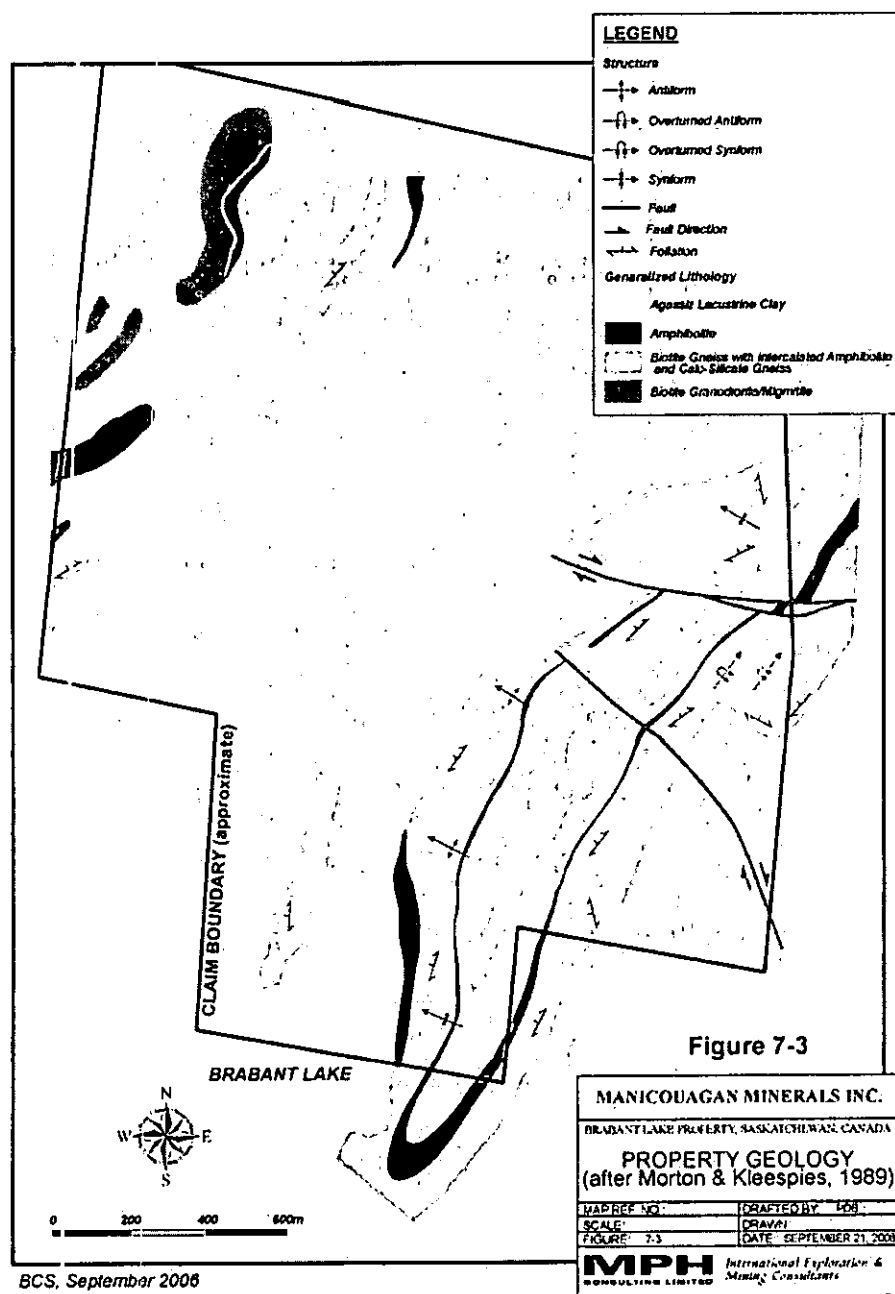 LEGEND
Structure
Antiform
Overturned Antiform
Overturned Synform
Synform
Fault
Fault Direction
Foliation
Generalized Lithology
Agassiz Lacustrine Clay
Amphibolite
Biotite Gneiss with Intercalated Amphibolite
and Calc-Silicate Gneiss
Biotite Granodiorite/Migmitite
CLAIM BOUNDARY (approximate)
BRABANT LAKE
N
W E
S
0 200 400 600m
Figure 7-3
MANICOUAGAN MINERALS INC.
BRABANT LAKE PROPERTY, SASKATCHEWAN, CANADA
PROPERTY GEOLOGY
(after Morton & Kleespies, 1989)
MAP REF NO: DRAFTED BY:
SCALE: DRAWN:
FIGURE: 7-3 DATE: SEPTEMBER 21, 2006
MPH International Exploration &
CONSULTING LIMITED Mining Consultants
BCS, September 2006